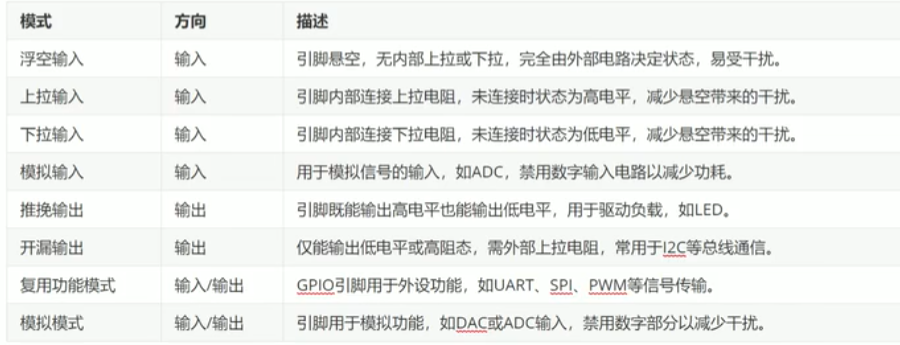 模式 方向 描述
浮空输入 输入 引脚悬空，无内部上拉或下拉，完全由外部电路决定状态，易受干扰。
上拉输入 输入 引脚内部连接上拉电阻，未连接时状态为高电平，减少悬空带来的干扰。
下拉输入 输入 引脚内部连接下拉电阻，未连接时状态为低电平，减少悬空带来的干扰。
模拟输入 输入 用于模拟信号的输入，如ADC，禁用数字输入电路以减少功耗。
推挽输出 输出 引脚既能输出高电平也能输出低电平，用于驱动负载，如LED。
开漏输出 输出 仅能输出低电平或高阻态，需外部上拉电阻，常用于I2C等总线通信。
复用功能模式 输入/输出 GPIO引脚用于外设功能，如UART、SPI、PWM等信号传输。
模拟模式 输入/输出 引脚用于模拟功能，如DAC或ADC输入，禁用数字部分以减少干扰。